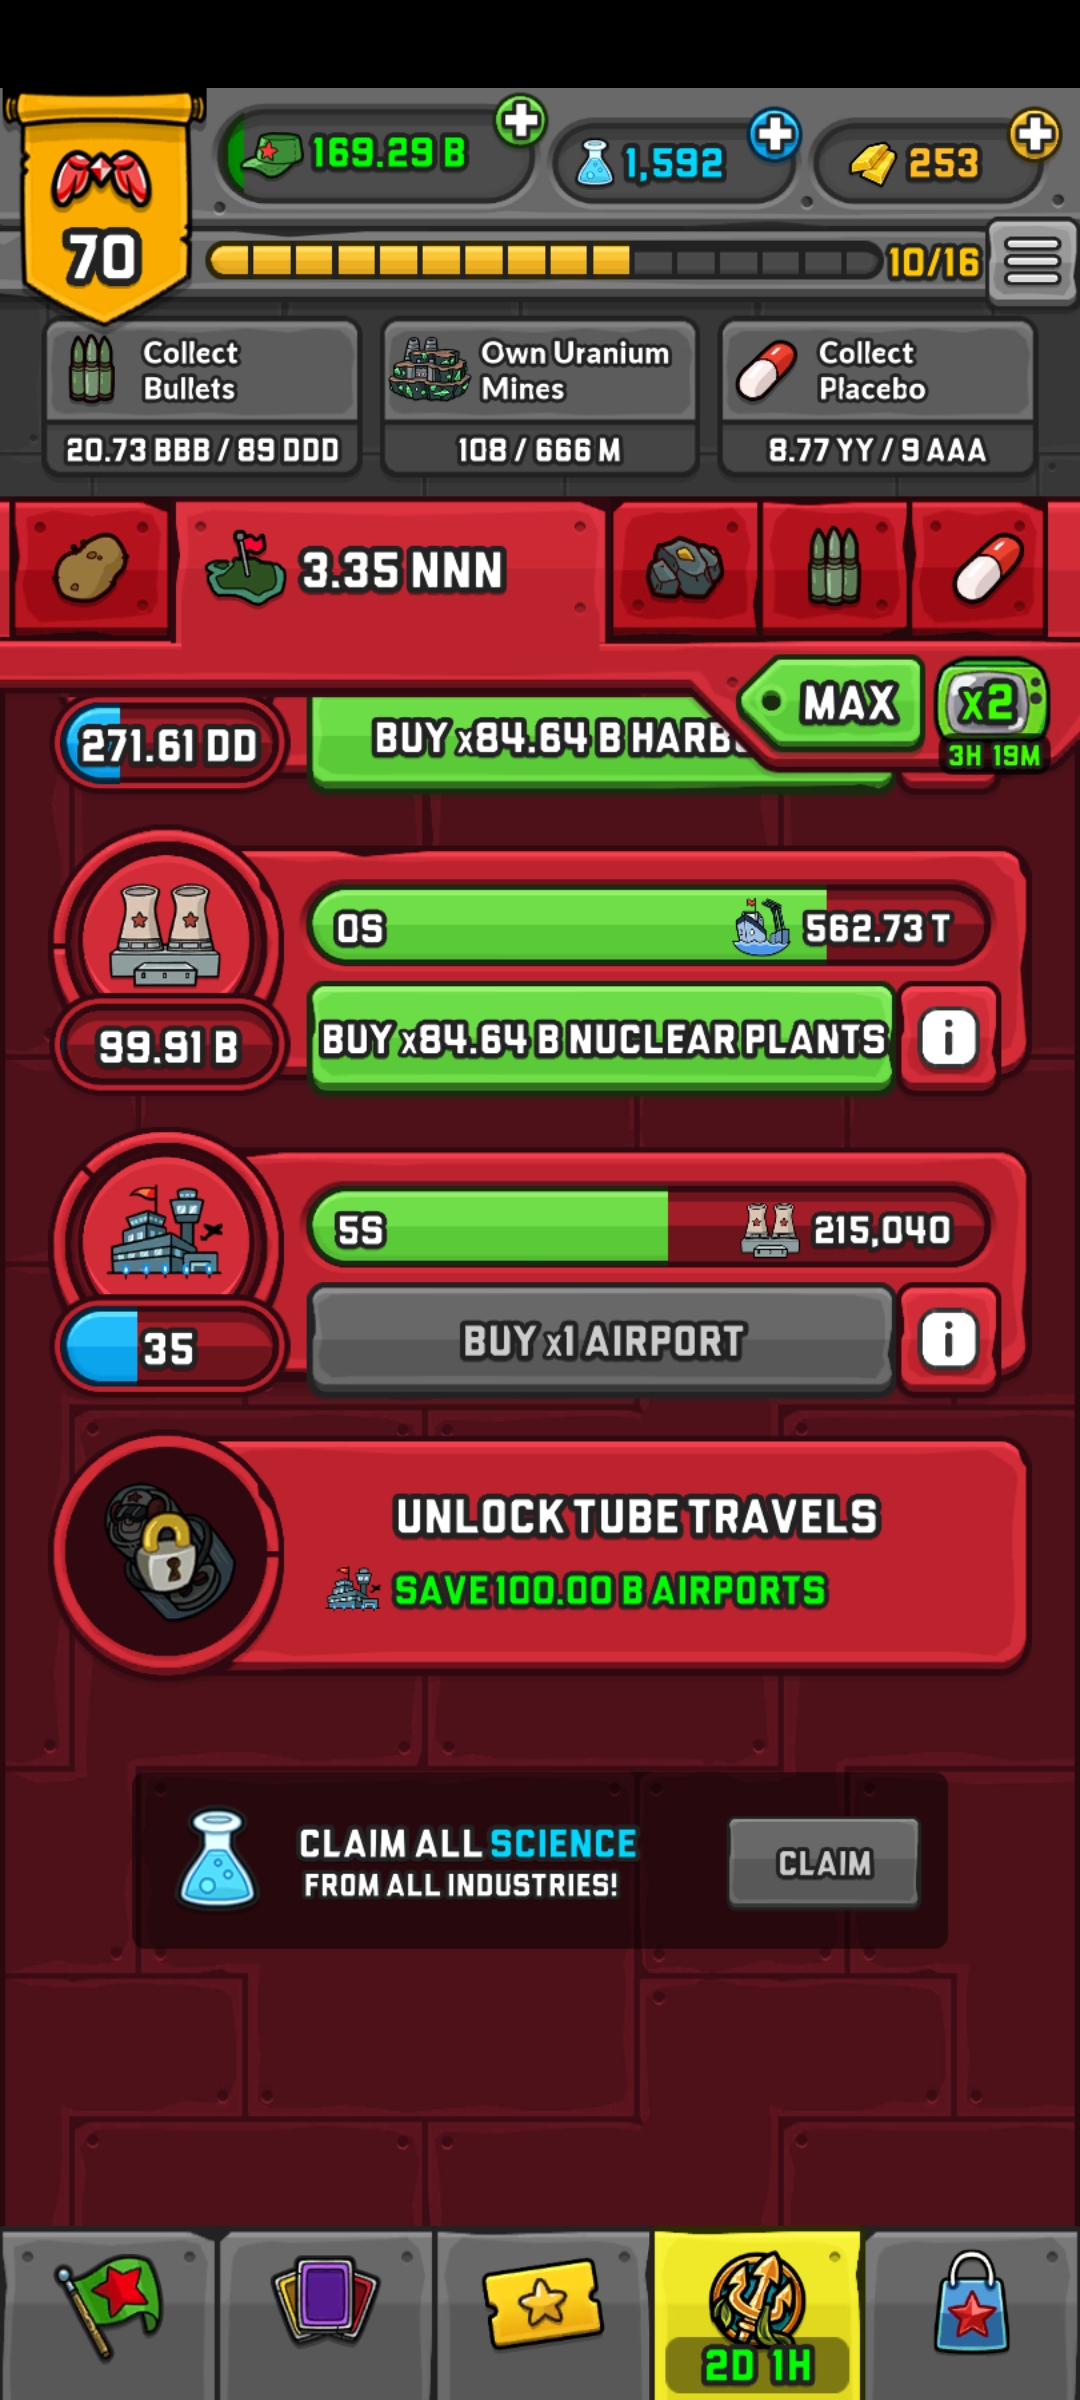 169.29 B
1,592
253
70
10/16
Collect
Bullets
20.73 BBB / 89 DDD
Own Uranium
Mines
108 / 666 M
Collect
Placebo
8.77 YY / 9 AAA
3.35 NNN
MAX
x2
3H 19M
271.61 DD
BUY x84.64 B
0S
562.73 T
99.91 B
BUY x84.64 B NUCLEAR PLANTS
i
5S
215,040
35
BUY x1 AIRPORT
i
UNLOCK TUBE TRAVELS
SAVE 100.00 B AIRPORTS
CLAIM ALL SCIENCE
FROM ALL INDUSTRIES!
CLAIM
2D 1H